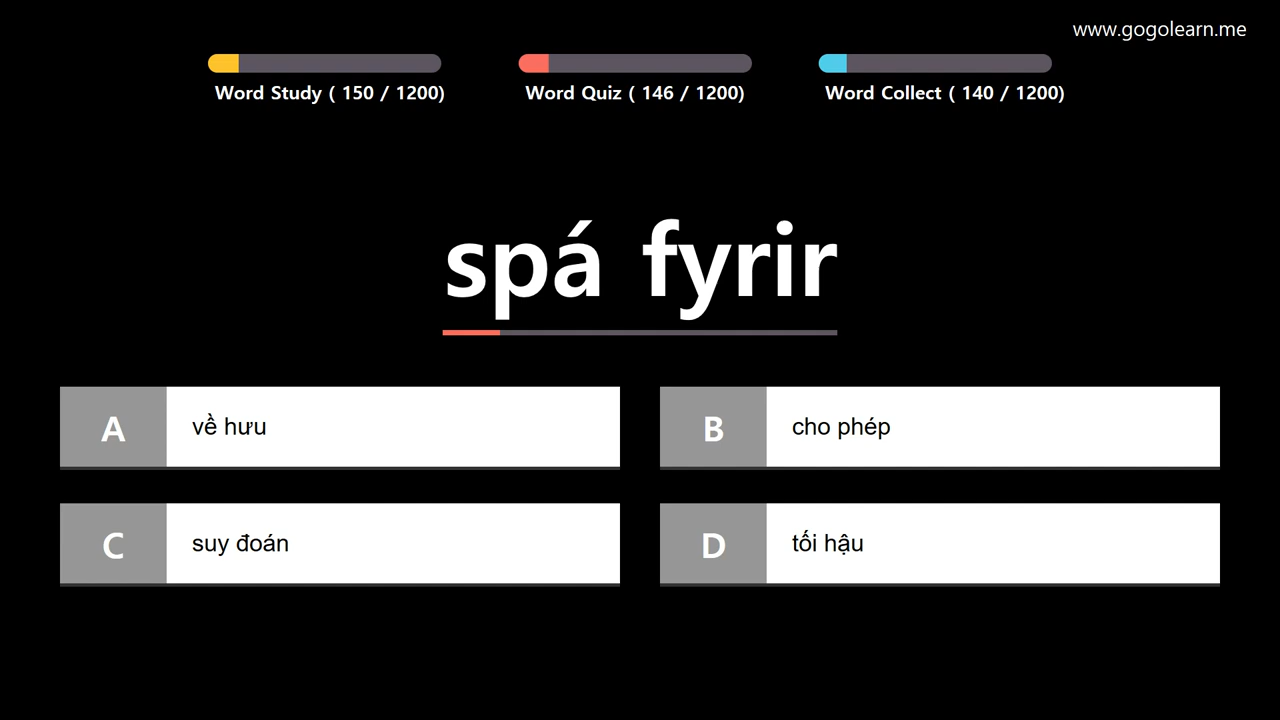 www.gogolearn.me
Word Study ( 150 / 1200)
Word Quiz ( 146 / 1200)
Word Collect ( 140 / 1200)
spá fyrir
A
về hưu
B
cho phép
C
suy đoán
D
tối hậu